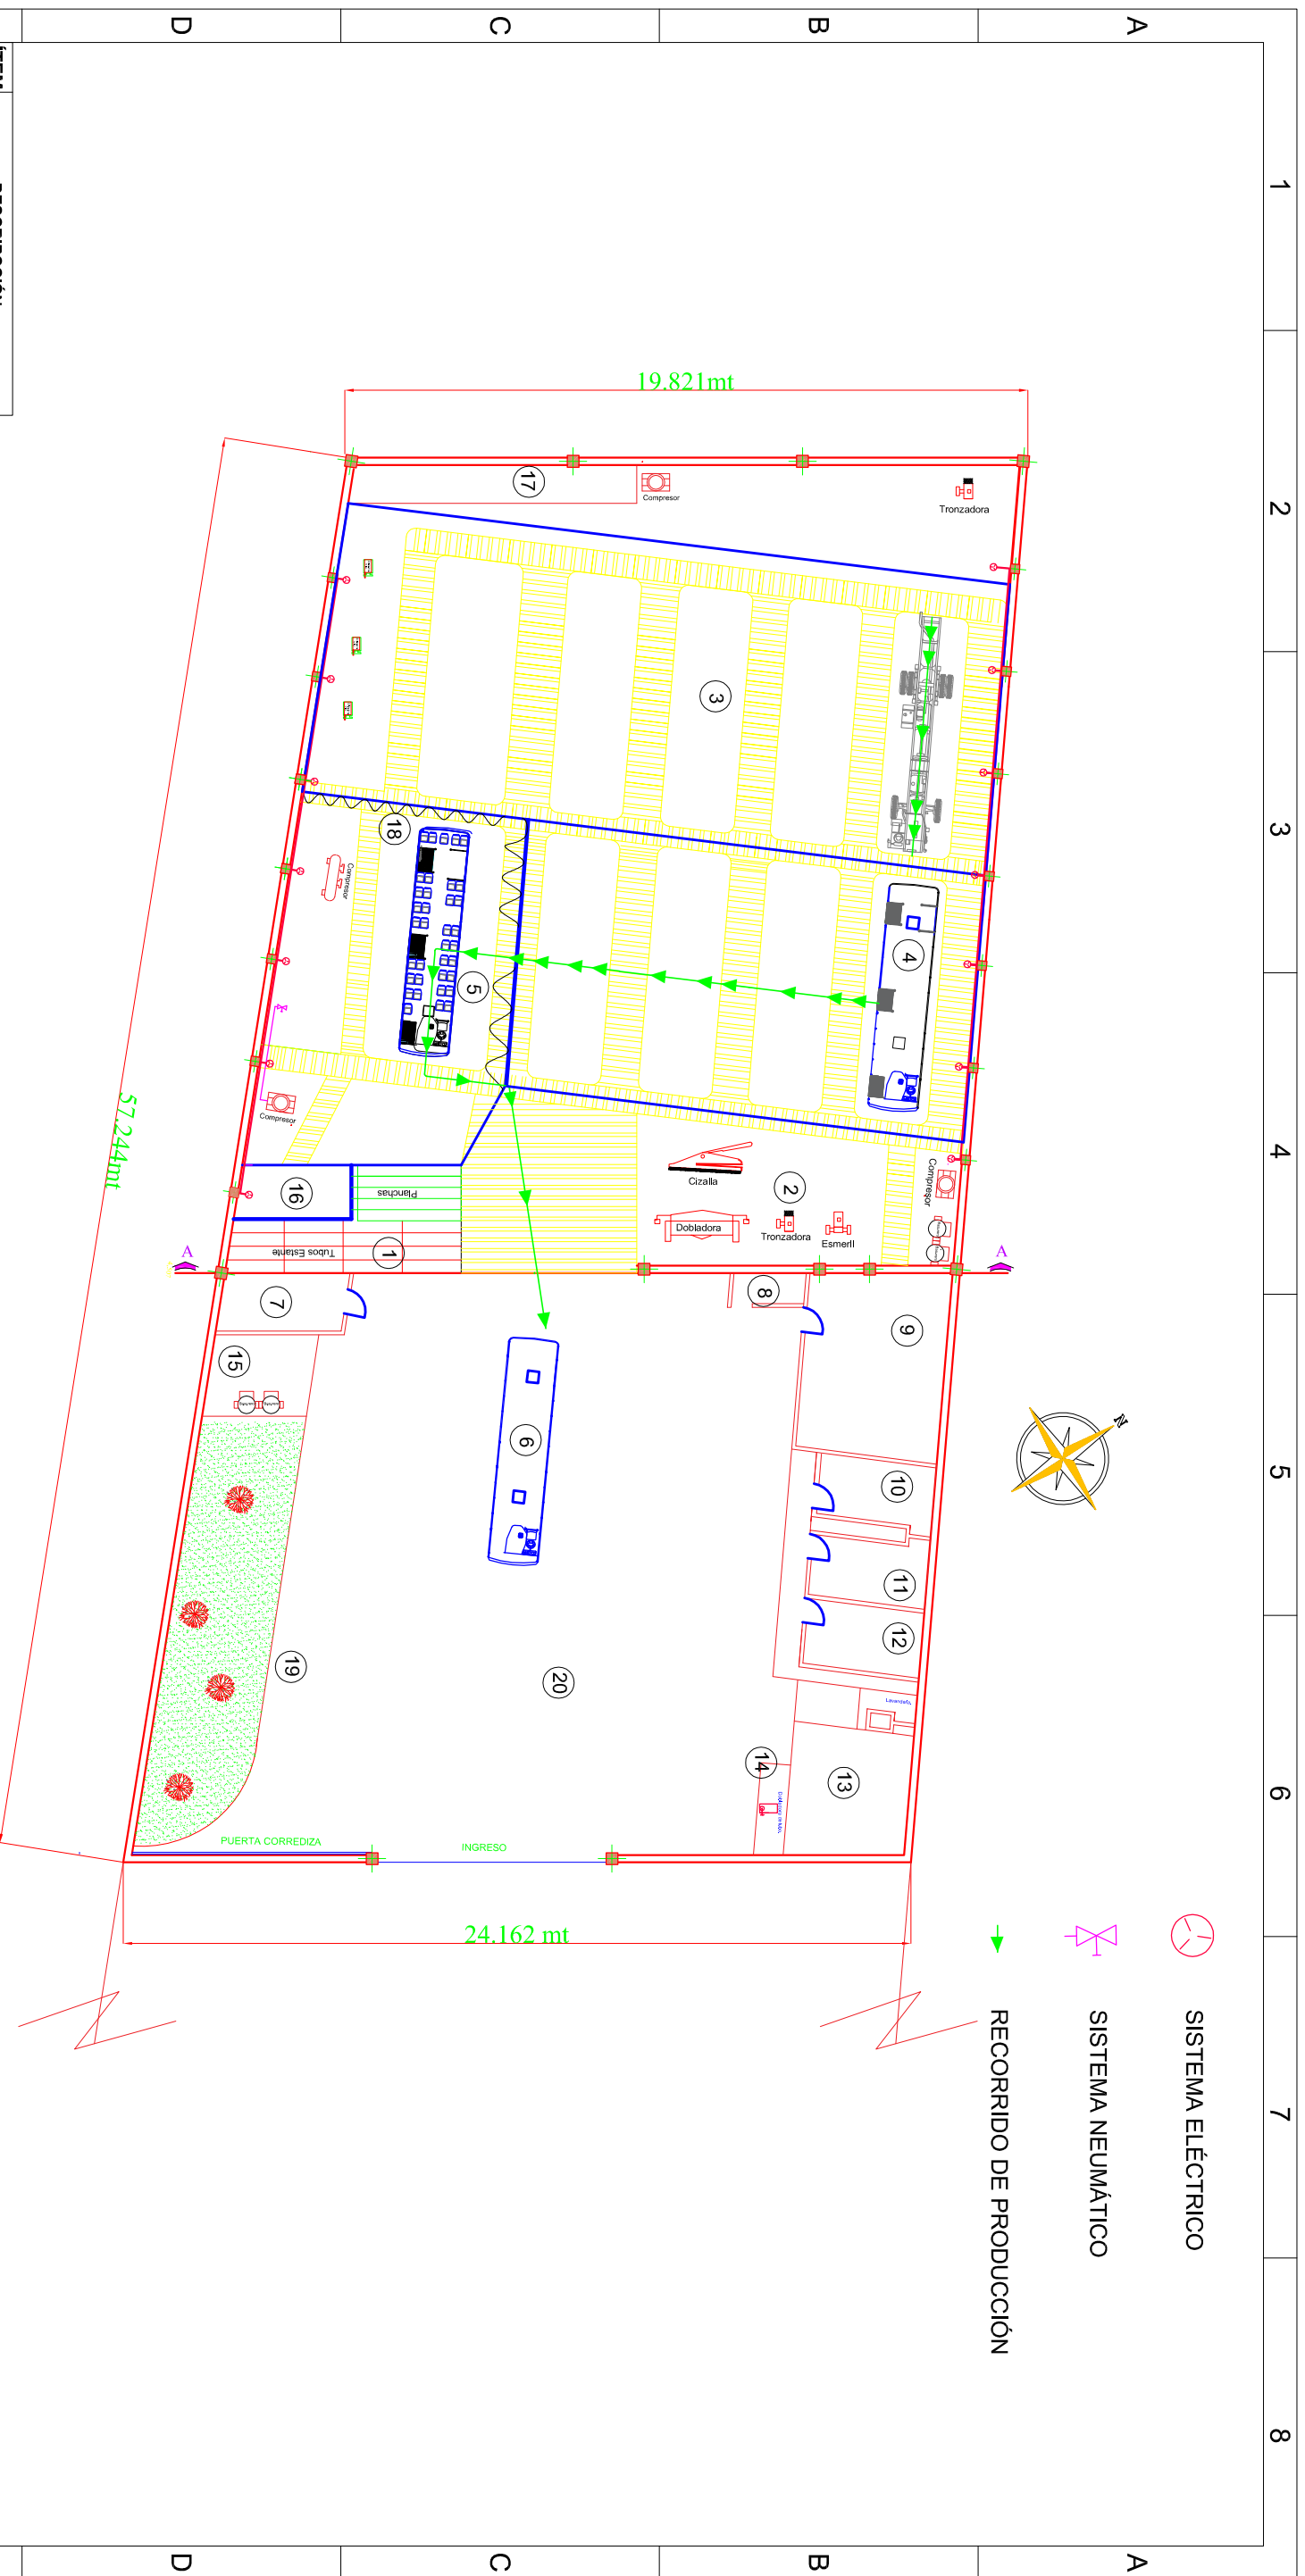 A
B
C
D
1
2
3
4
5
6
7
8
A
B
C
D
SISTEMA ELÉCTRICO
SISTEMA NEUMÁTICO
RECORRIDO DE PRODUCCIÓN
N
19.821mt
57.244mt
24.162 mt
17
Compresor
Tronzadora
3
4
18
5
Compresor
Compresor
16
Planchas
Tubos Estante
1
Cizalla
2
Dobladora
Tronzadora
Esmerll
Compresor
A
A
7
8
9
15
6
10
11
12
19
20
13
14
PUERTA CORREDIZA
INGRESO